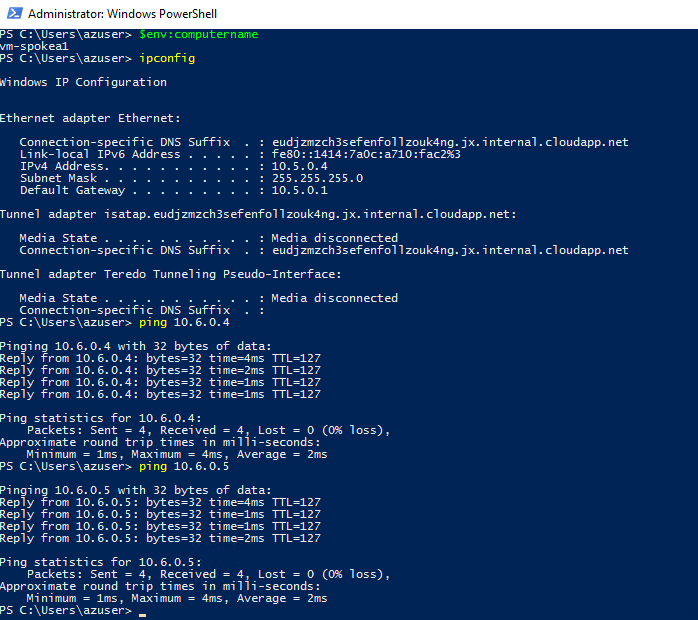 Administrator: Windows PowerShell
PS C:\Users\azuser> $env:computername
vm-spokea1
PS C:\Users\azuser> ipconfig
Windows IP Configuration
Ethernet adapter Ethernet:
Connection-specific DNS Suffix  . : eudjzmzch3sefenfollzouk4ng.jx.internal.cloudapp.net
Link-local IPv6 Address . . . . . : fe80::1414:7a0c:a710:fac2%3
IPv4 Address. . . . . . . . . . . : 10.5.0.4
Subnet Mask . . . . . . . . . . . : 255.255.255.0
Default Gateway . . . . . . . . . : 10.5.0.1
Tunnel adapter isatap.eudjzmzch3sefenfollzouk4ng.jx.internal.cloudapp.net:
Media State . . . . . . . . . . . : Media disconnected
Connection-specific DNS Suffix  . : eudjzmzch3sefenfollzouk4ng.jx.internal.cloudapp.net
Tunnel adapter Teredo Tunneling Pseudo-Interface:
Media State . . . . . . . . . . . : Media disconnected
Connection-specific DNS Suffix  . :
PS C:\Users\azuser> ping 10.6.0.4
Pinging 10.6.0.4 with 32 bytes of data:
Reply from 10.6.0.4: bytes=32 time=4ms TTL=127
Reply from 10.6.0.4: bytes=32 time=2ms TTL=127
Reply from 10.6.0.4: bytes=32 time=1ms TTL=127
Reply from 10.6.0.4: bytes=32 time=1ms TTL=127
Ping statistics for 10.6.0.4:
Packets: Sent = 4, Received = 4, Lost = 0 (0% loss),
Approximate round trip times in milli-seconds:
Minimum = 1ms, Maximum = 4ms, Average = 2ms
PS C:\Users\azuser> ping 10.6.0.5
Pinging 10.6.0.5 with 32 bytes of data:
Reply from 10.6.0.5: bytes=32 time=4ms TTL=127
Reply from 10.6.0.5: bytes=32 time=1ms TTL=127
Reply from 10.6.0.5: bytes=32 time=1ms TTL=127
Reply from 10.6.0.5: bytes=32 time=2ms TTL=127
Ping statistics for 10.6.0.5:
Packets: Sent = 4, Received = 4, Lost = 0 (0% loss),
Approximate round trip times in milli-seconds:
Minimum = 1ms, Maximum = 4ms, Average = 2ms
PS C:\Users\azuser> _